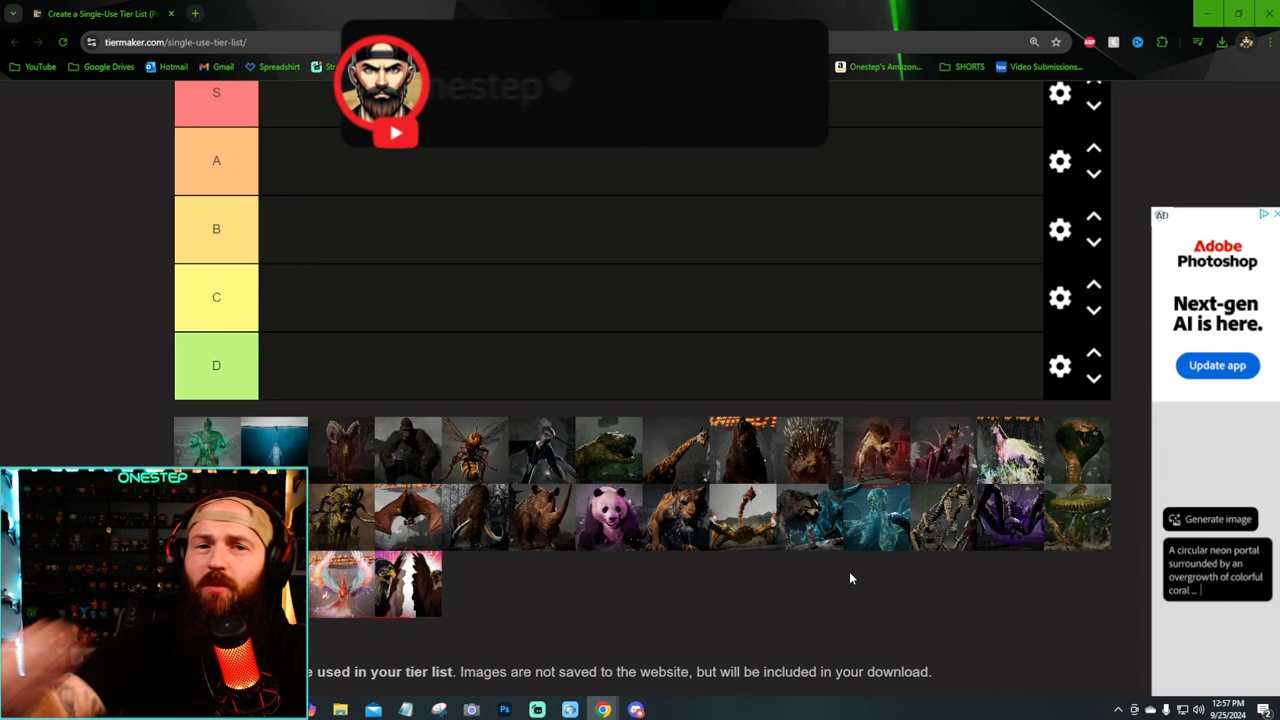 Create a Single-Use Tier List (P
tiermaker.com/single-use-tier-list/
YouTube
Google Drives
Hotmail
Gmail
Spreadshirt
Onestep's Amazon...
SHORTS
Video Submissions...
nestep
S
A
B
C
D
AD
Adobe
Photoshop
Next-gen
AI is here.
Update app
Generate image
A circular neon portal
surrounded by an
overgrowth of colorful
coral ...
ONESTEP
used in your tier list. Images are not saved to the website, but will be included in your download.
12:57 PM
9/25/2024